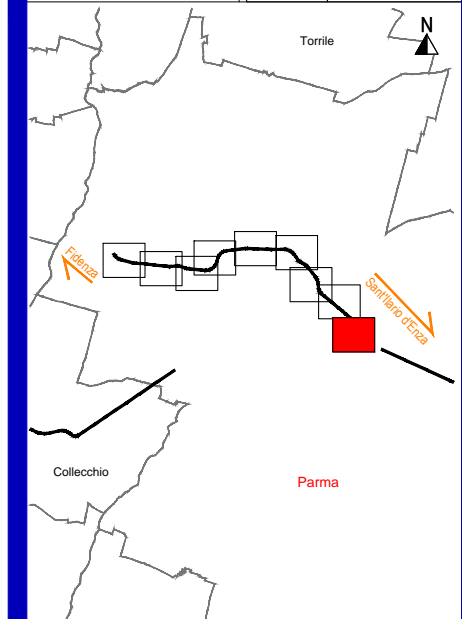 N
Torrile
Fidenza
Sant'Ilario d'Enza
Collecchio
Parma